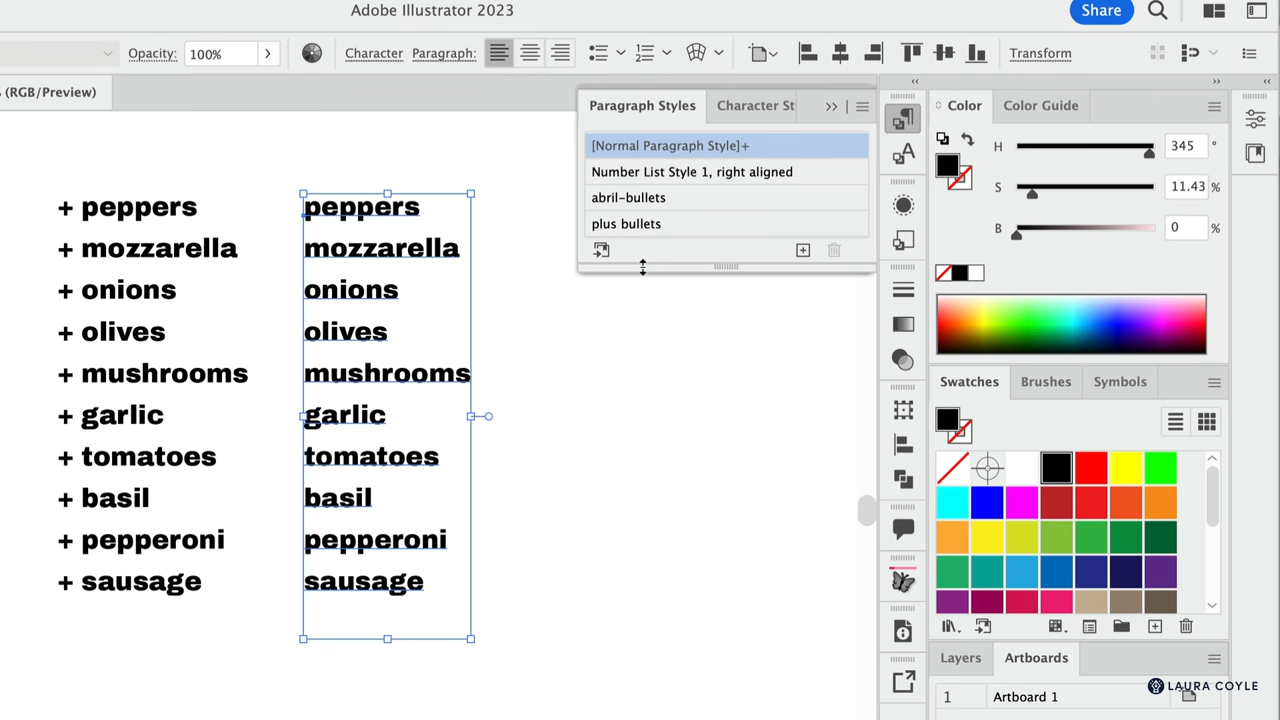 Adobe Illustrator 2023
Share
Opacity: 100% Character Paragraph: Transform
(RGB/Preview)
Paragraph Styles Character St
[Normal Paragraph Style]+
Number List Style 1, right aligned
abril-bullets
plus bullets
+ peppers
+ mozzarella
+ onions
+ olives
+ mushrooms
+ garlic
+ tomatoes
+ basil
+ pepperoni
+ sausage
peppers
mozzarella
onions
olives
mushrooms
garlic
tomatoes
basil
pepperoni
sausage
Color Color Guide
H 345 °
S 11.43 %
B 0 %
Swatches Brushes Symbols
Layers Artboards
1 Artboard 1
LAURA COYLE